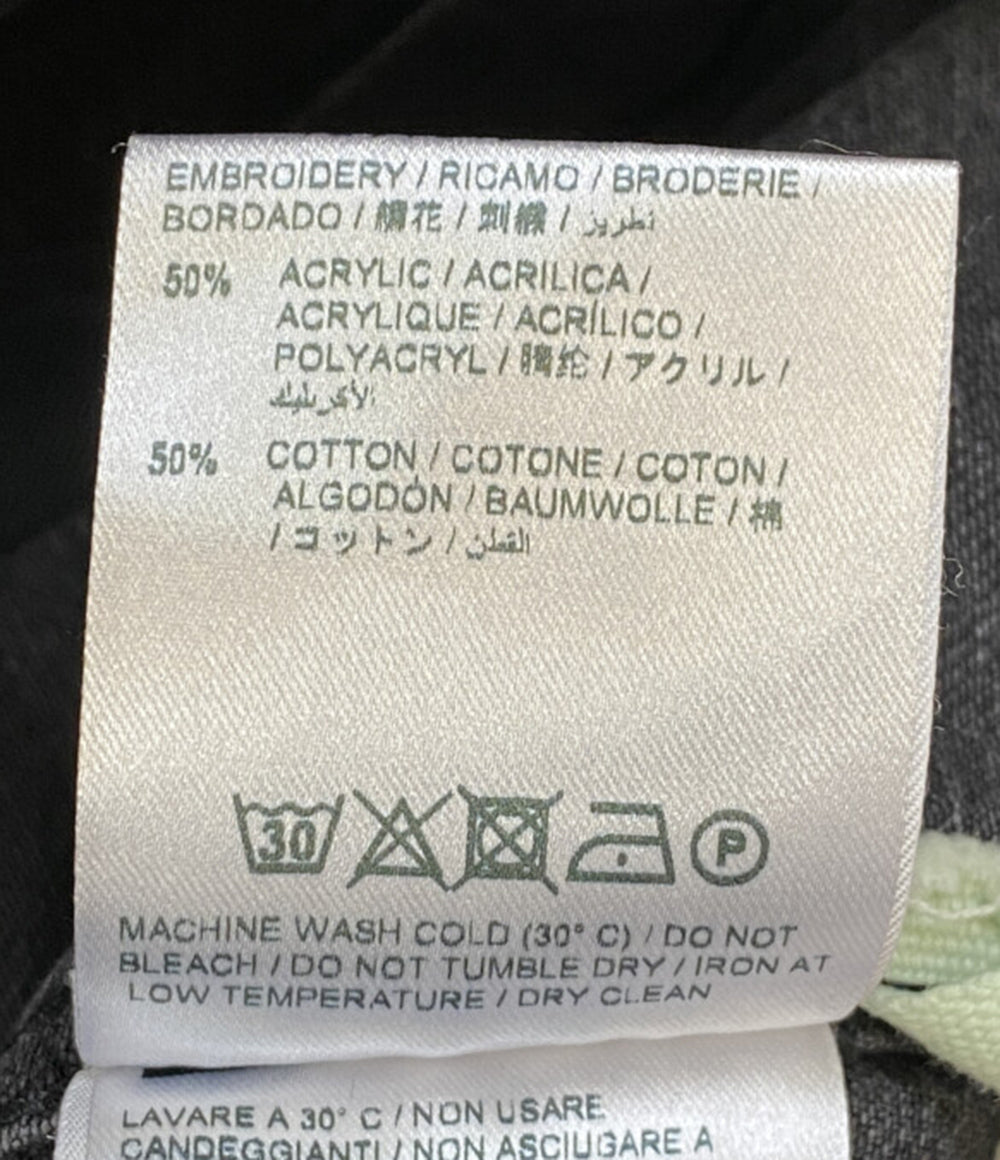 EMBROIDERY / RICAMO / BRODERIE /
BORDADO / 绣花 / 刺繍 / تطريز
50% ACRYLIC / ACRILICA /
ACRYLIQUE / ACRÍLICO /
POLYACRYL / 腈纶 / アクリル /
الأكريليك
50% COTTON / COTONE / COTON /
ALGODÓN / BAUMWOLLE / 棉
/ コットン / القطن
30 P
MACHINE WASH COLD (30° C) / DO NOT
BLEACH / DO NOT TUMBLE DRY / IRON AT
LOW TEMPERATURE / DRY CLEAN
LAVARE A 30° C / NON USARE
CANDEGGIANTI / NON ASCIUGARE A